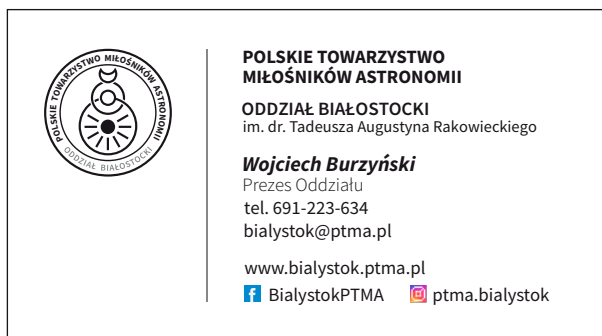 POLSKIE TOWARZYSTWO MIŁOŚNIKÓW ASTRONOMII
ODDZIAŁ BIAŁOSTOCKI
POLSKIE TOWARZYSTWO
MIŁOŚNIKÓW ASTRONOMII
ODDZIAŁ BIAŁOSTOCKI
im. dr. Tadeusza Augustyna Rakowieckiego
Wojciech Burzyński
Prezes Oddziału
tel. 691-223-634
bialystok@ptma.pl
www.bialystok.ptma.pl
BialystokPTMA ptma.bialystok